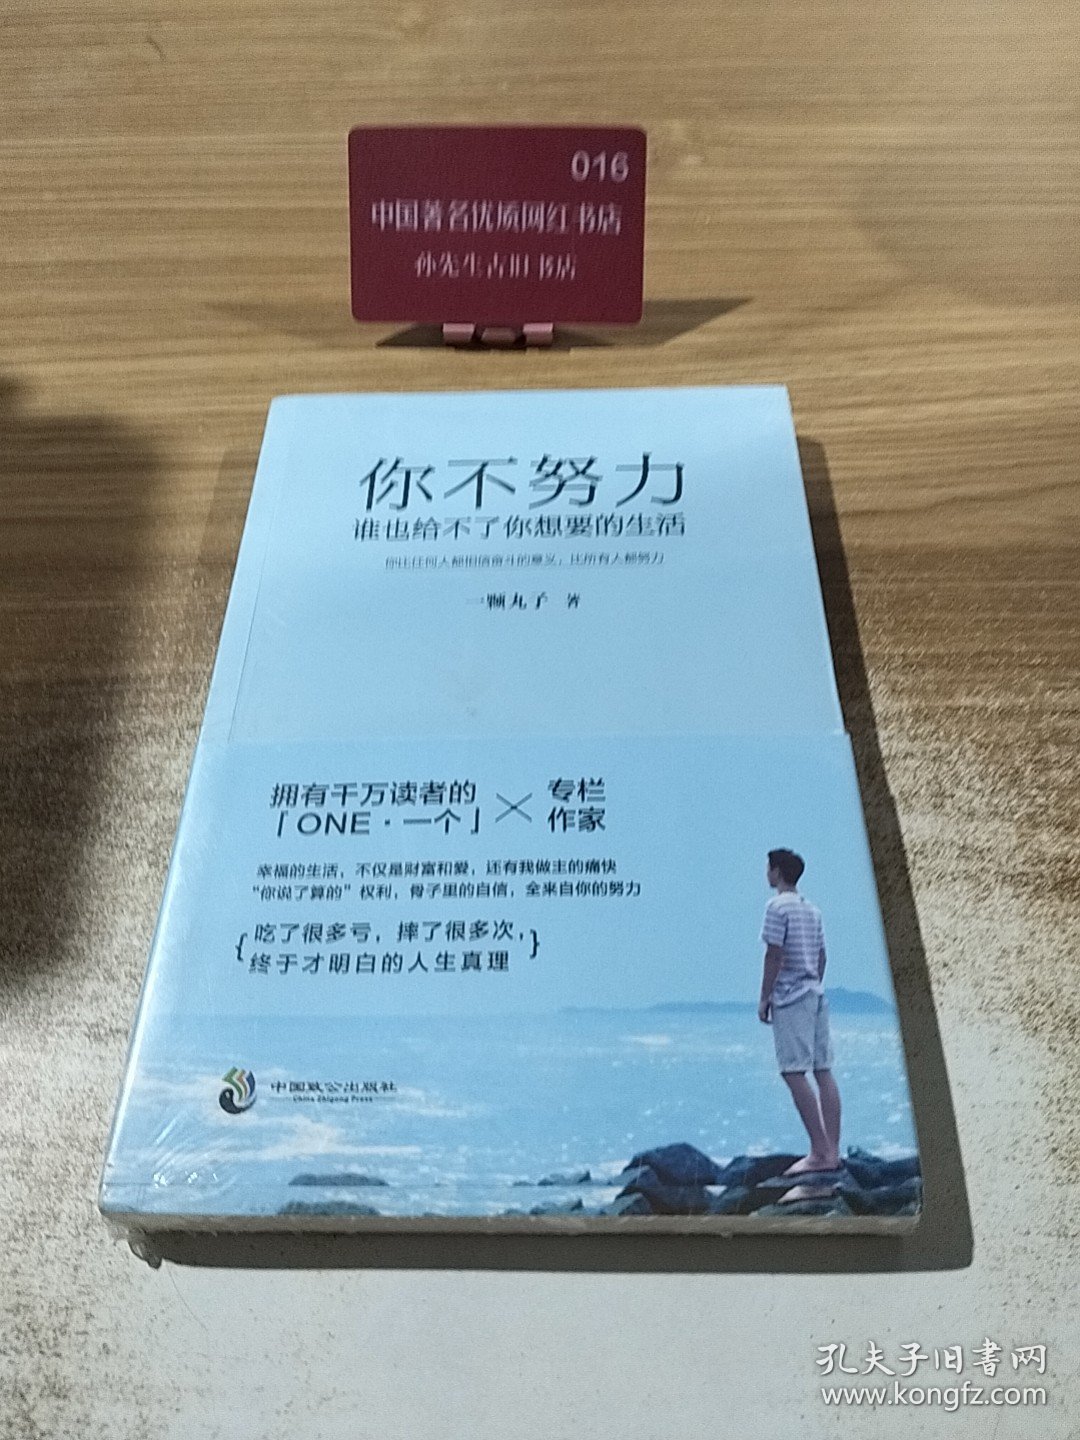 016
中国著名优质网红书店
孙先生古旧书店
你不努力
谁也给不了你想要的生活
你比任何人都相信奋斗的意义，比所有人都努力
一颗丸子 著
拥有千万读者的
「ONE·一个」
×
专栏
作家
幸福的生活，不仅是财富和爱，还有我做主的痛快
“你说了算的”权利，骨子里的自信，全来自你的努力
{吃了很多亏，摔了很多次，
终于才明白的人生真理}
中国致公出版社
China Zhigong Press
孔夫子旧書网
www.kongfz.com